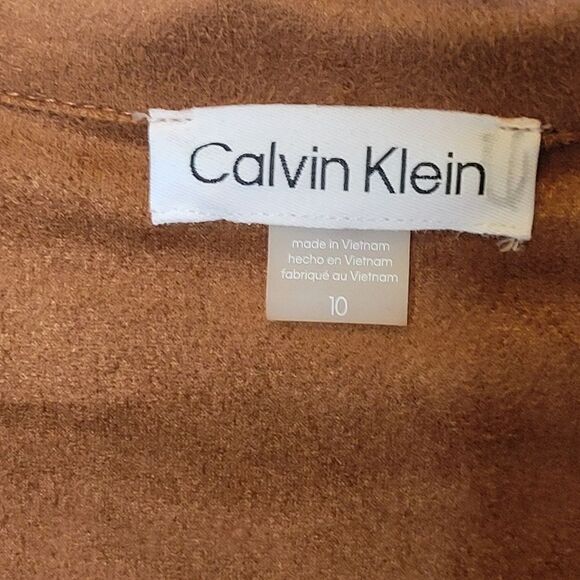 Calvin Klein
made in Vietnam
hecho en Vietnam
fabriqué au Vietnam
10